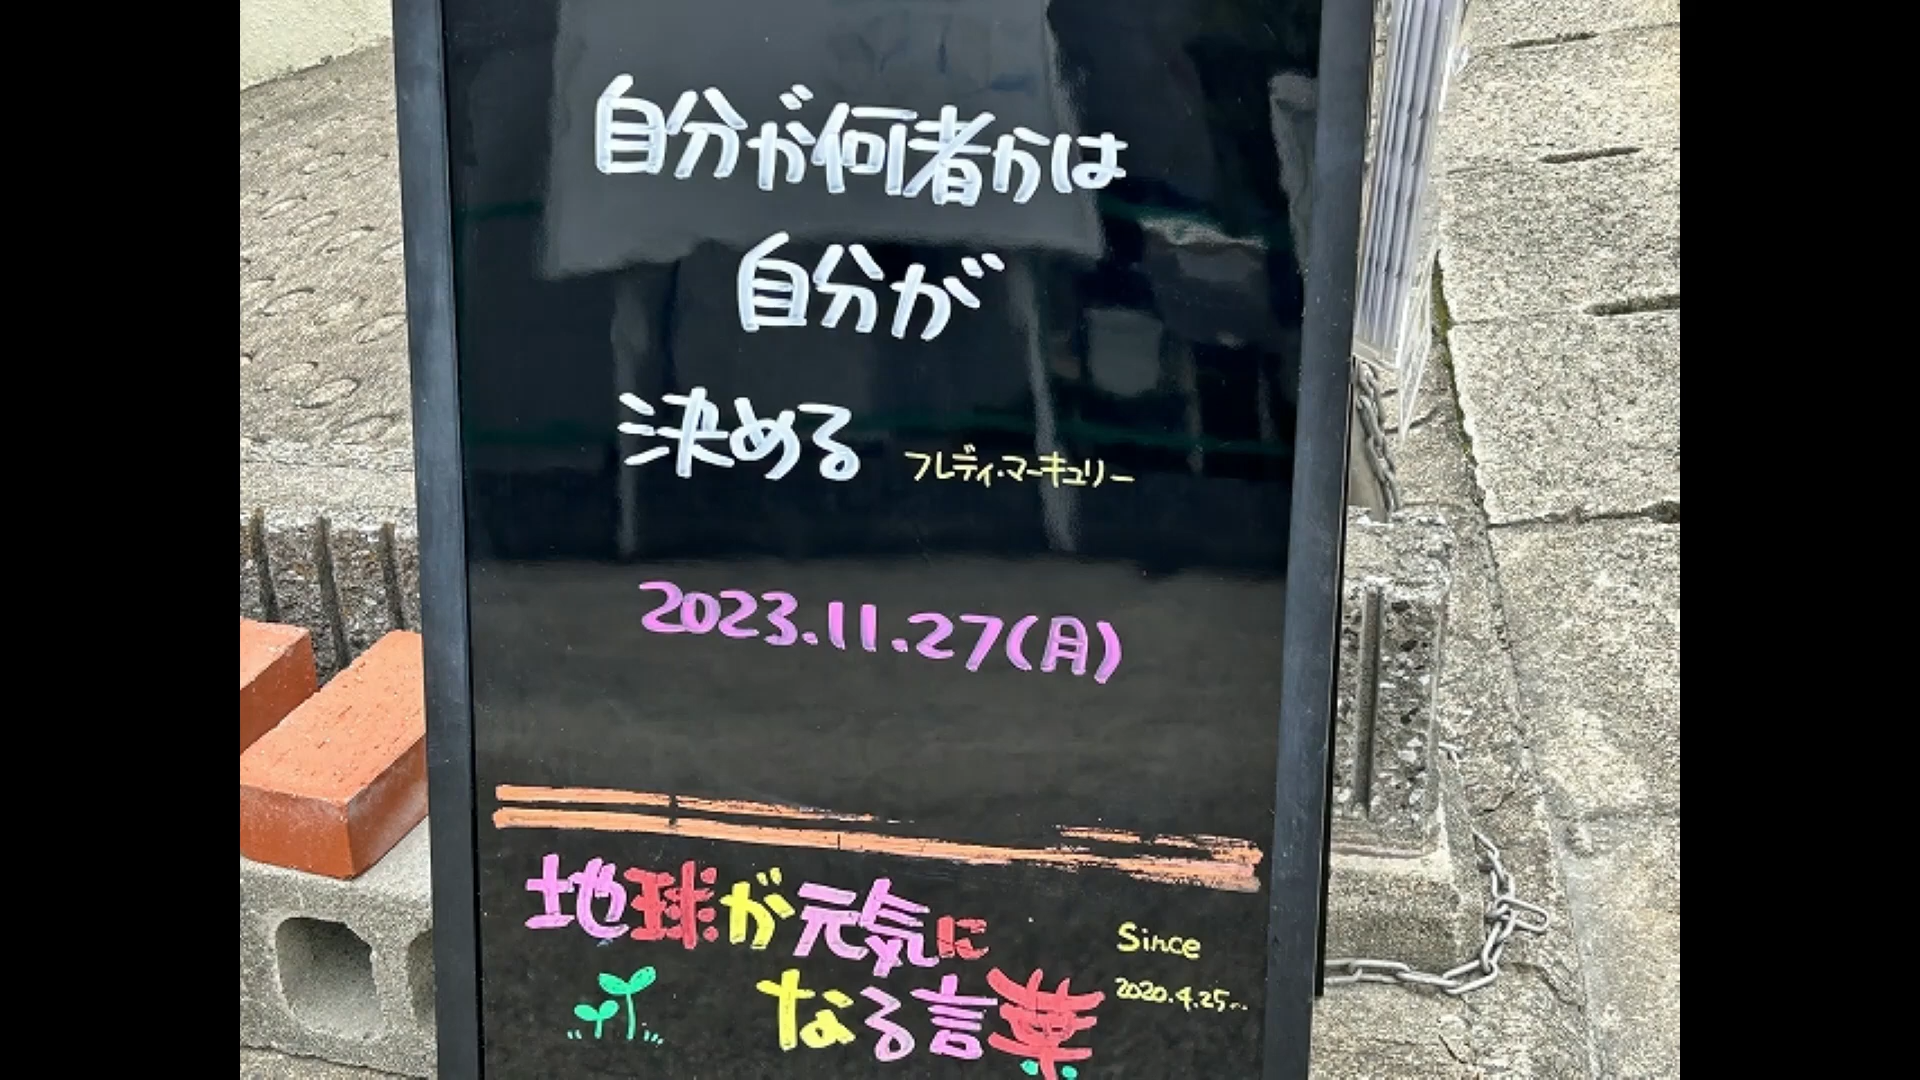 自分が何者かは
自分が
決める フレディ・マーキュリー
2023.11.27(月)
地球が元気に
なる言葉
Since
2020.4.25~